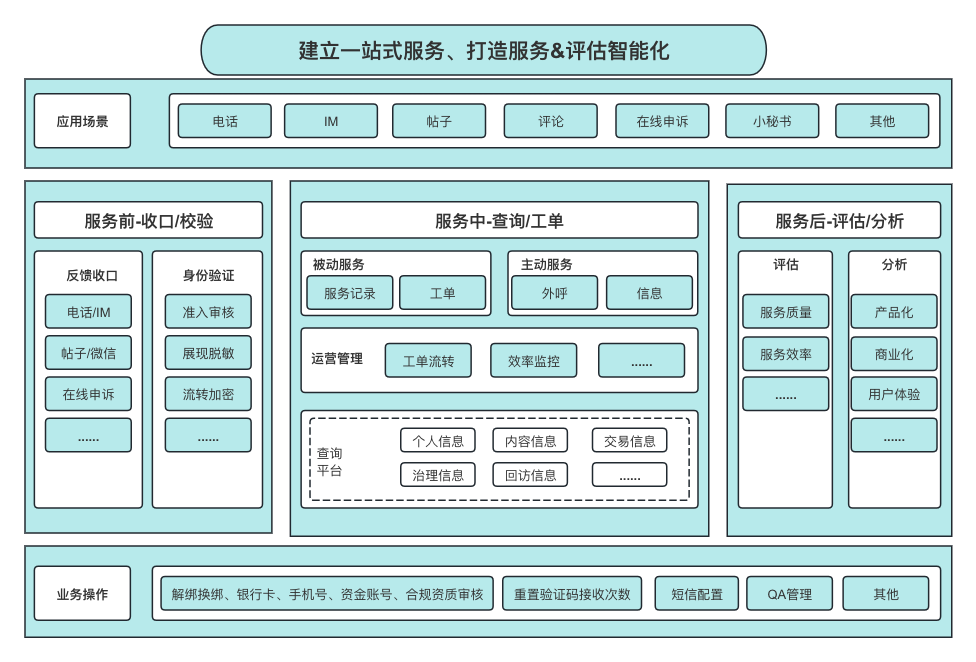 建立一站式服务、打造服务&评估智能化
应用场景
电话
IM
帖子
评论
在线申诉
小秘书
其他
服务前-收口/校验
反馈收口
电话/IM
帖子/微信
在线申诉
......
身份验证
准入审核
展现脱敏
流转加密
......
服务中-查询/工单
被动服务
服务记录
工单
主动服务
外呼
信息
运营管理
工单流转
效率监控
......
查询
平台
个人信息
内容信息
交易信息
治理信息
回访信息
......
服务后-评估/分析
评估
服务质量
服务效率
......
分析
产品化
商业化
用户体验
......
业务操作
解绑换绑、银行卡、手机号、资金账号、合规资质审核
重置验证码接收次数
短信配置
QA管理
其他